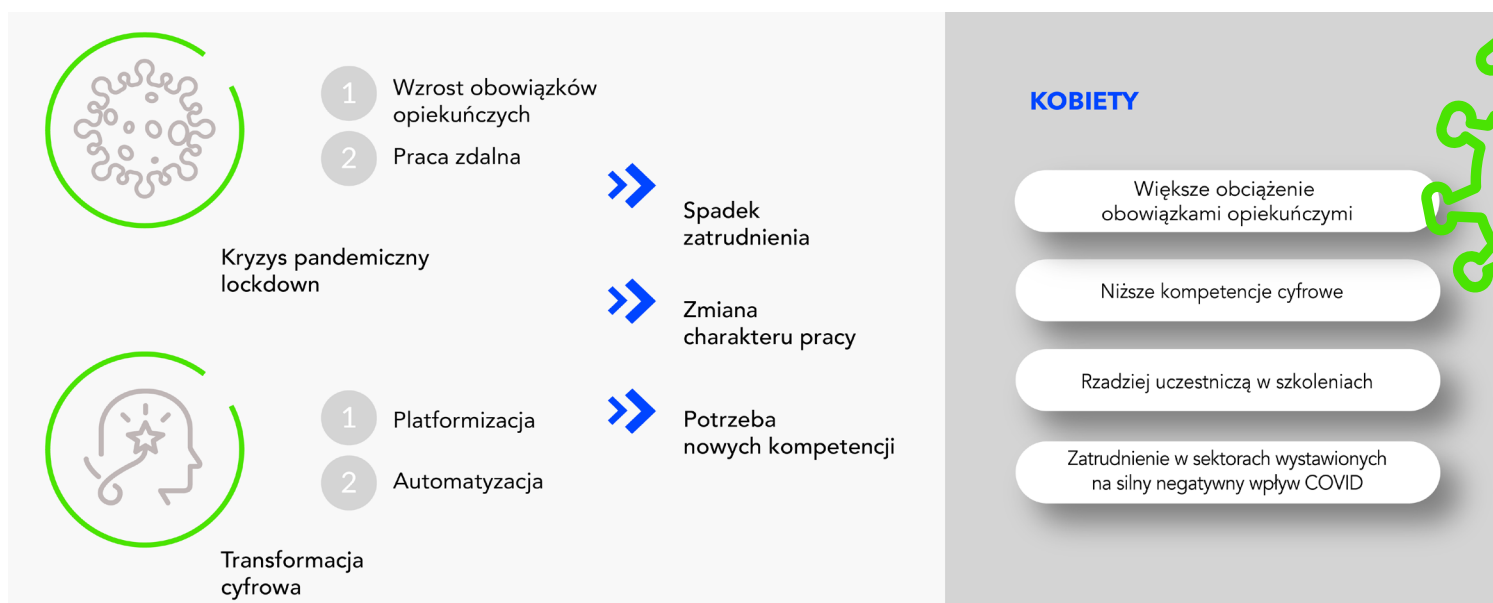 1
Wzrost obowiązków
opiekuńczych
2
Praca zdalna
Kryzys pandemiczny
lockdown
1
Platformizacja
2
Automatyzacja
Transformacja
cyfrowa
Spadek
zatrudnienia
Zmiana
charakteru pracy
Potrzeba
nowych kompetencji
KOBIETY
Większe obciążenie
obowiązkami opiekuńczymi
Niższe kompetencje cyfrowe
Rzadziej uczestniczą w szkoleniach
Zatrudnienie w sektorach wystawionych
na silny negatywny wpływ COVID